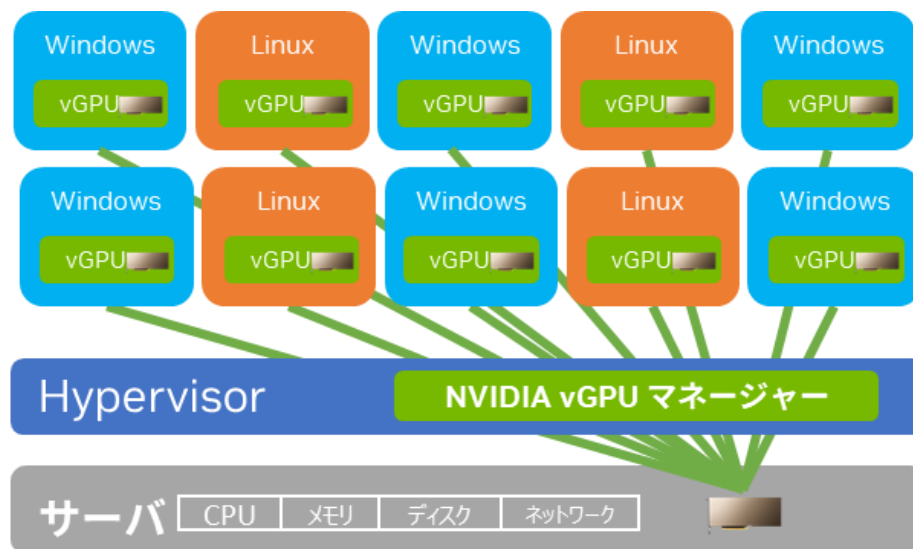 Windows Linux Windows Linux Windows
vGPU vGPU vGPU vGPU vGPU
Windows Linux Windows Linux Windows
vGPU vGPU vGPU vGPU vGPU
Hypervisor NVIDIA vGPU マネージャー
サーバ CPU メモリ ディスク ネットワーク